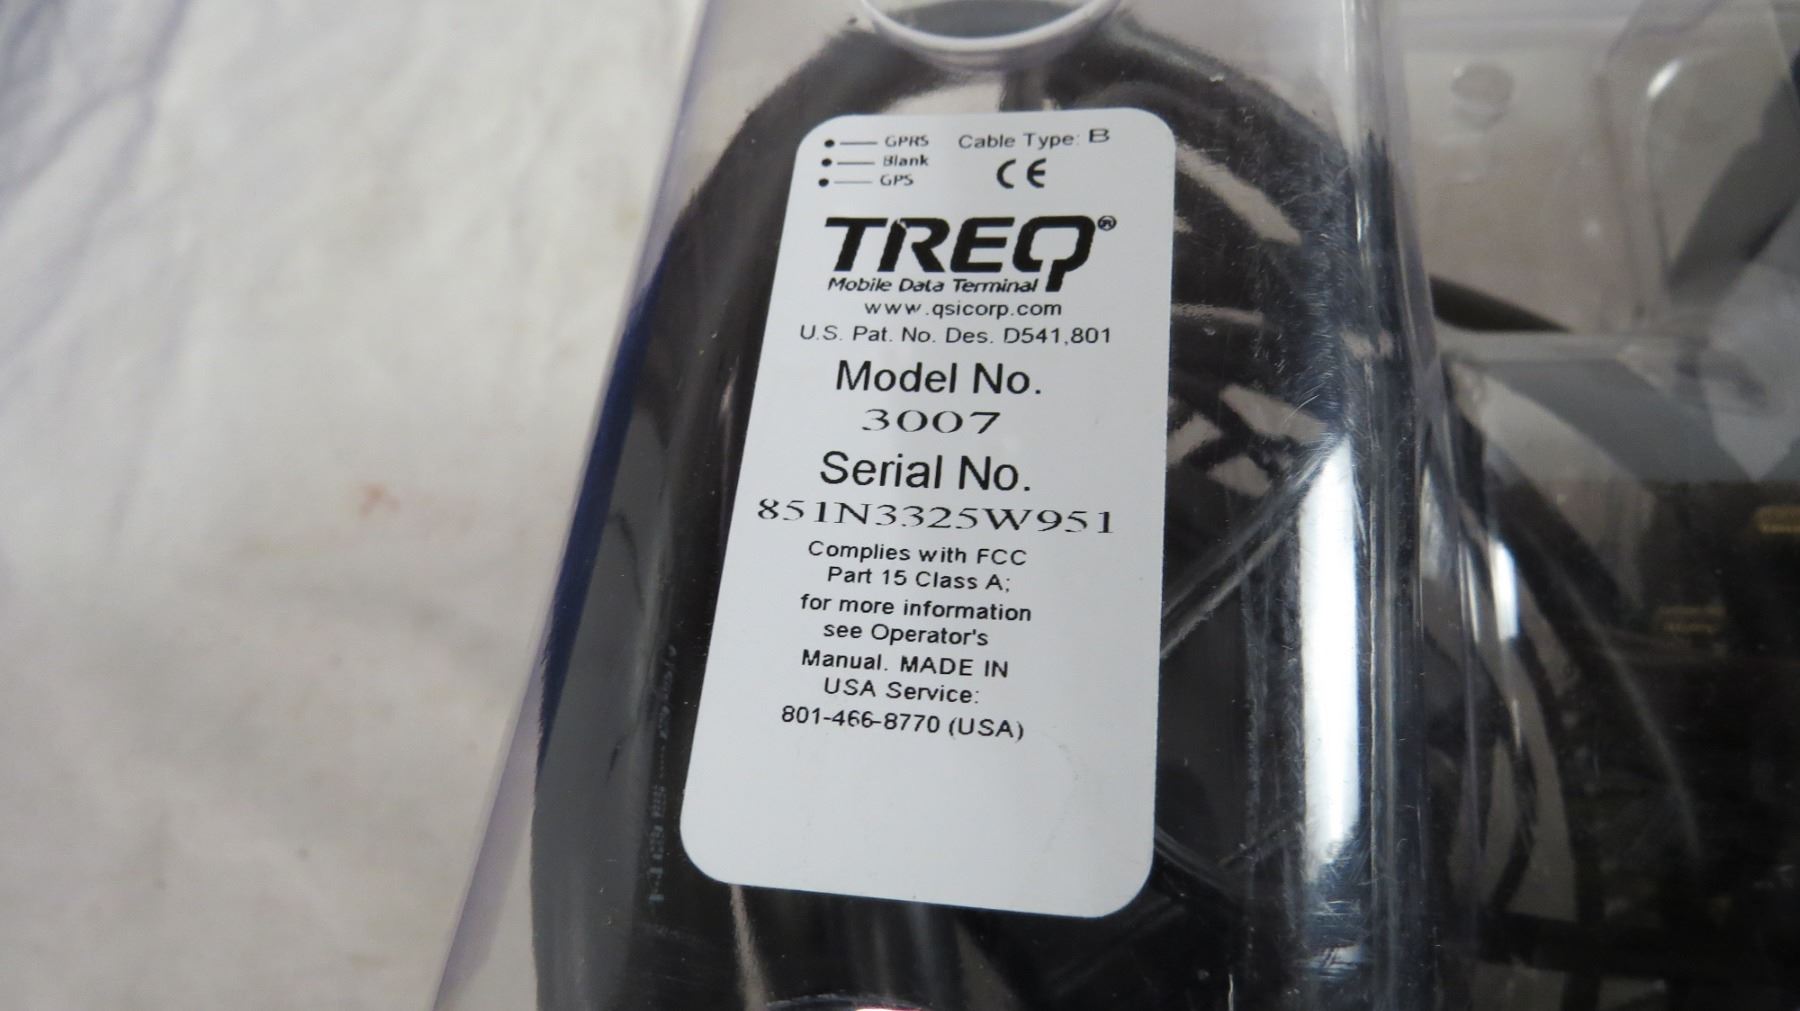 GPRS Cable Type: B
Blank
GPS CE
TREQ®
Mobile Data Terminal
www.qsicorp.com
U.S. Pat. No. Des. D541,801
Model No.
3007
Serial No.
851N3325W951
Complies with FCC
Part 15 Class A;
for more information
see Operator's
Manual. MADE IN
USA Service:
801-466-8770 (USA)